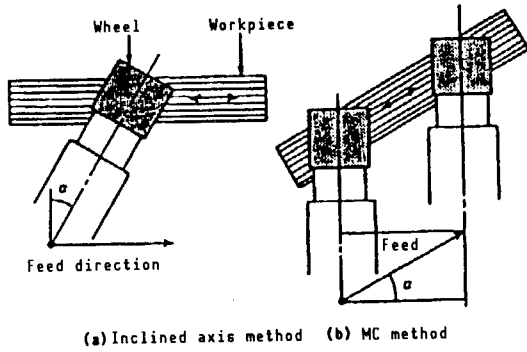 Wheel
Workpiece
α
Feed direction
Feed
α
(a) Inclined axis method (b) MC method